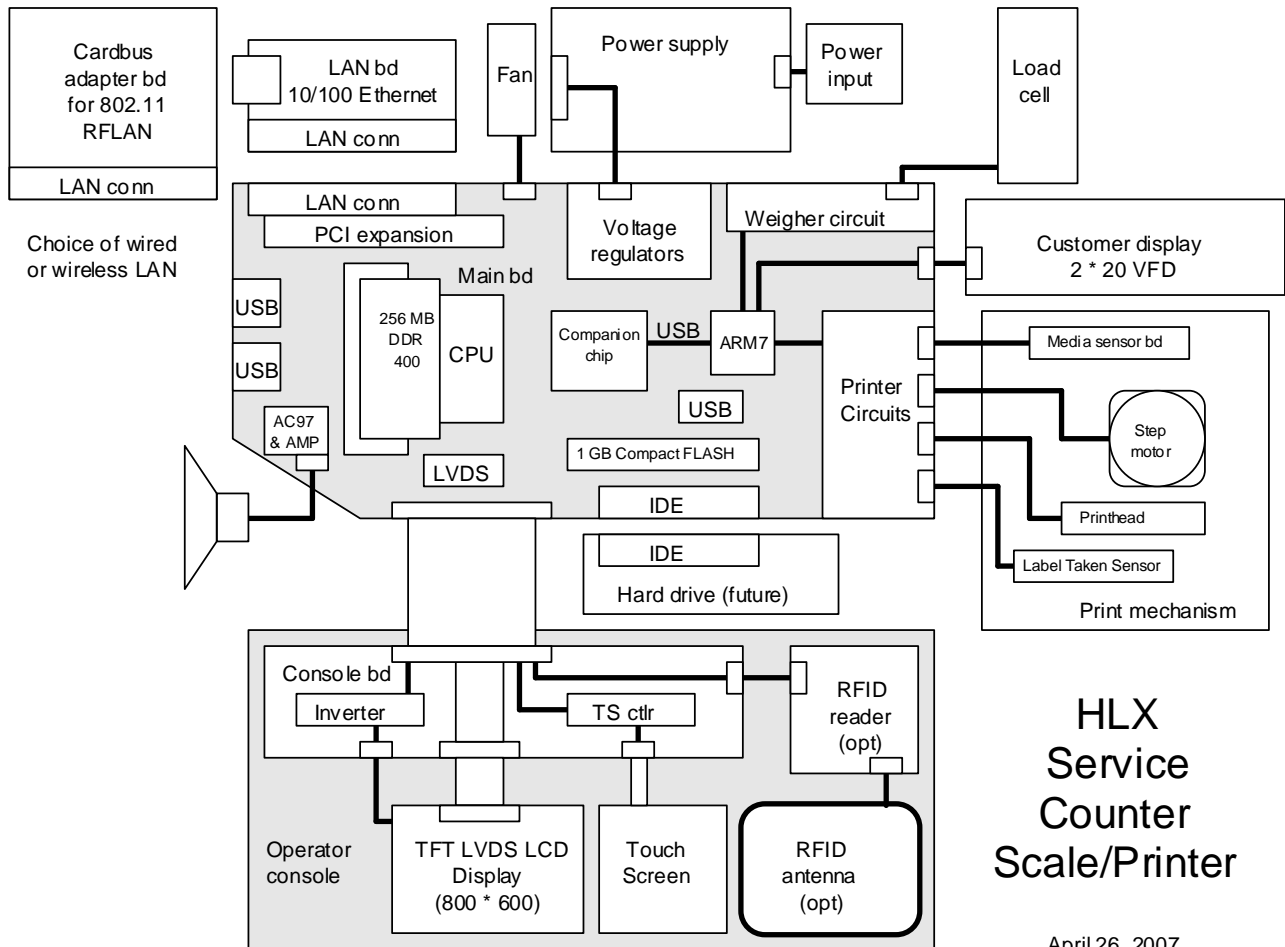 Cardbus
adapter bd
for 802.11
RFLAN
LAN conn
LAN bd
10/100 Ethernet
LAN conn
Fan
Power supply
Power
input
Load
cell
Choice of wired
or wireless LAN
LAN conn
PCI expansion
Main bd
Voltage
regulators
Weigher circuit
Customer display
2 * 20 VFD
USB
USB
256 MB
DDR
400
CPU
Companion
chip
USB
ARM7
USB
Printer
Circuits
Media sensor bd
Step
motor
Printhead
Label Taken Sensor
Print mechanism
AC97
& AMP
LVDS
1 GB Compact FLASH
IDE
IDE
Hard drive (future)
Console bd
Inverter
TS ctlr
RFID
reader
(opt)
Operator
console
TFT LVDS LCD
Display
(800 * 600)
Touch
Screen
RFID
antenna
(opt)
HLX
Service
Counter
Scale/Printer
April 26, 2007